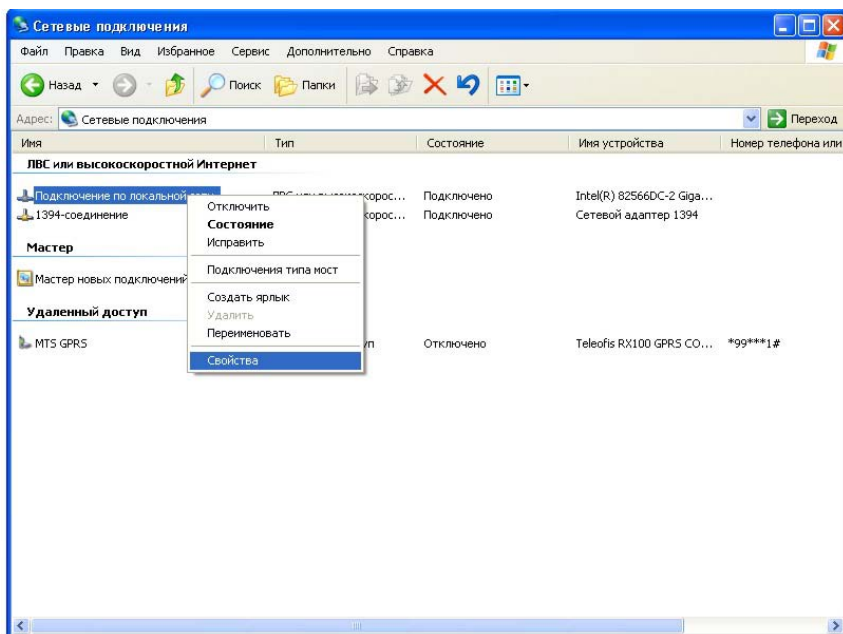 Сетевые подключения
Файл Правка Вид Избранное Сервис Дополнительно Справка
Назад Поиск Папки
Адрес: Сетевые подключения Переход
Имя Тип Состояние Имя устройства Номер телефона или
ЛВС или высокоскоростной Интернет
Подключение по локальной Подключено Intel(R) 82566DC-2 Giga...
1394-соединение Подключено Сетевой адаптер 1394
Мастер
Мастер новых подключений
Удаленный доступ
MTS GPRS Отключено Teleofis RX100 GPRS CO... *99***1#
Отключить
Состояние
Исправить
Подключения типа мост
Создать ярлык
Удалить
Переименовать
Свойства